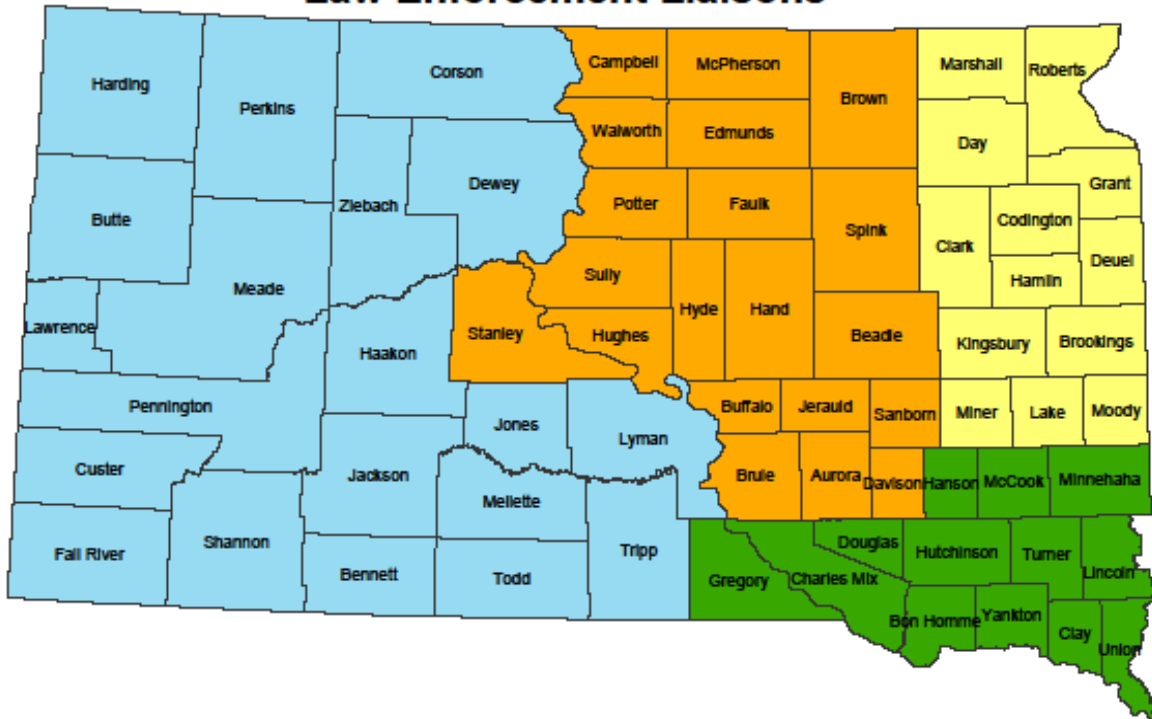 Law Enforcement Liaisons
Harding
Perkins
Corson
Campbell
McPherson
Brown
Marshall
Roberts
Walworth
Edmunds
Day
Butte
Ziebach
Dewey
Potter
Faulk
Spink
Grant
Codington
Clark
Deuel
Hamlin
Meade
Sully
Hyde
Hand
Lawrence
Haakon
Stanley
Hughes
Beadle
Kingsbury
Brookings
Pennington
Jones
Lyman
Buffalo
Jerauld
Sanborn
Miner
Lake
Moody
Custer
Jackson
Mellette
Brule
Aurora
Davison
Hanson
McCook
Minnehaha
Fall River
Shannon
Bennett
Todd
Tripp
Gregory
Charles Mix
Douglas
Hutchinson
Turner
Lincoln
Bon Homme
Yankton
Clay
Union